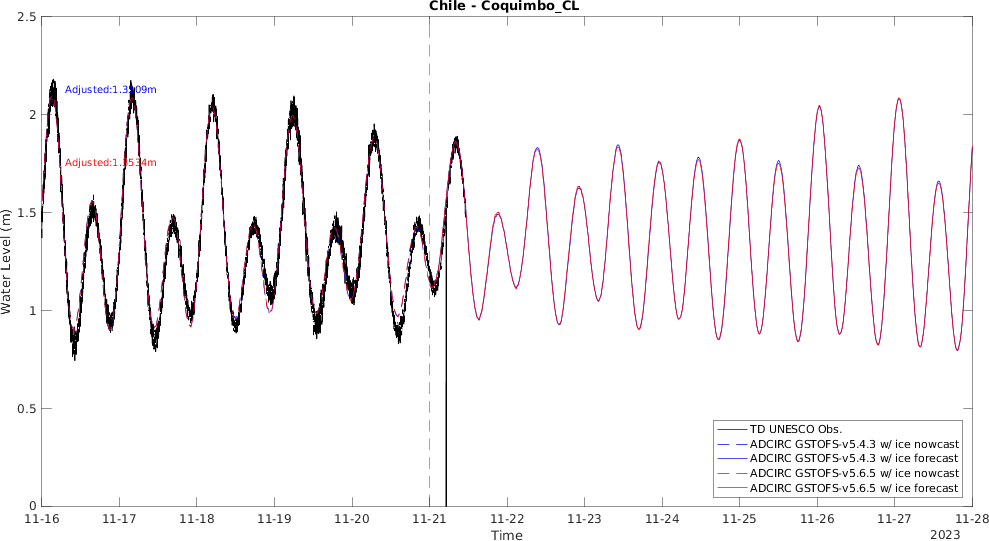 Chile - Coquimbo_CL
2.5
2
1.5
1
0.5
0
Water Level (m)
Adjusted:1.3909m
Adjusted:1.5534m
TD UNESCO Obs.
ADCIRC GSTOFS-v5.4.3 w/ ice nowcast
ADCIRC GSTOFS-v5.4.3 w/ ice forecast
ADCIRC GSTOFS-v5.6.5 w/ ice nowcast
ADCIRC GSTOFS-v5.6.5 w/ ice forecast
11-16 11-17 11-18 11-19 11-20 11-21 11-22 11-23 11-24 11-25 11-26 11-27 11-28
Time
2023